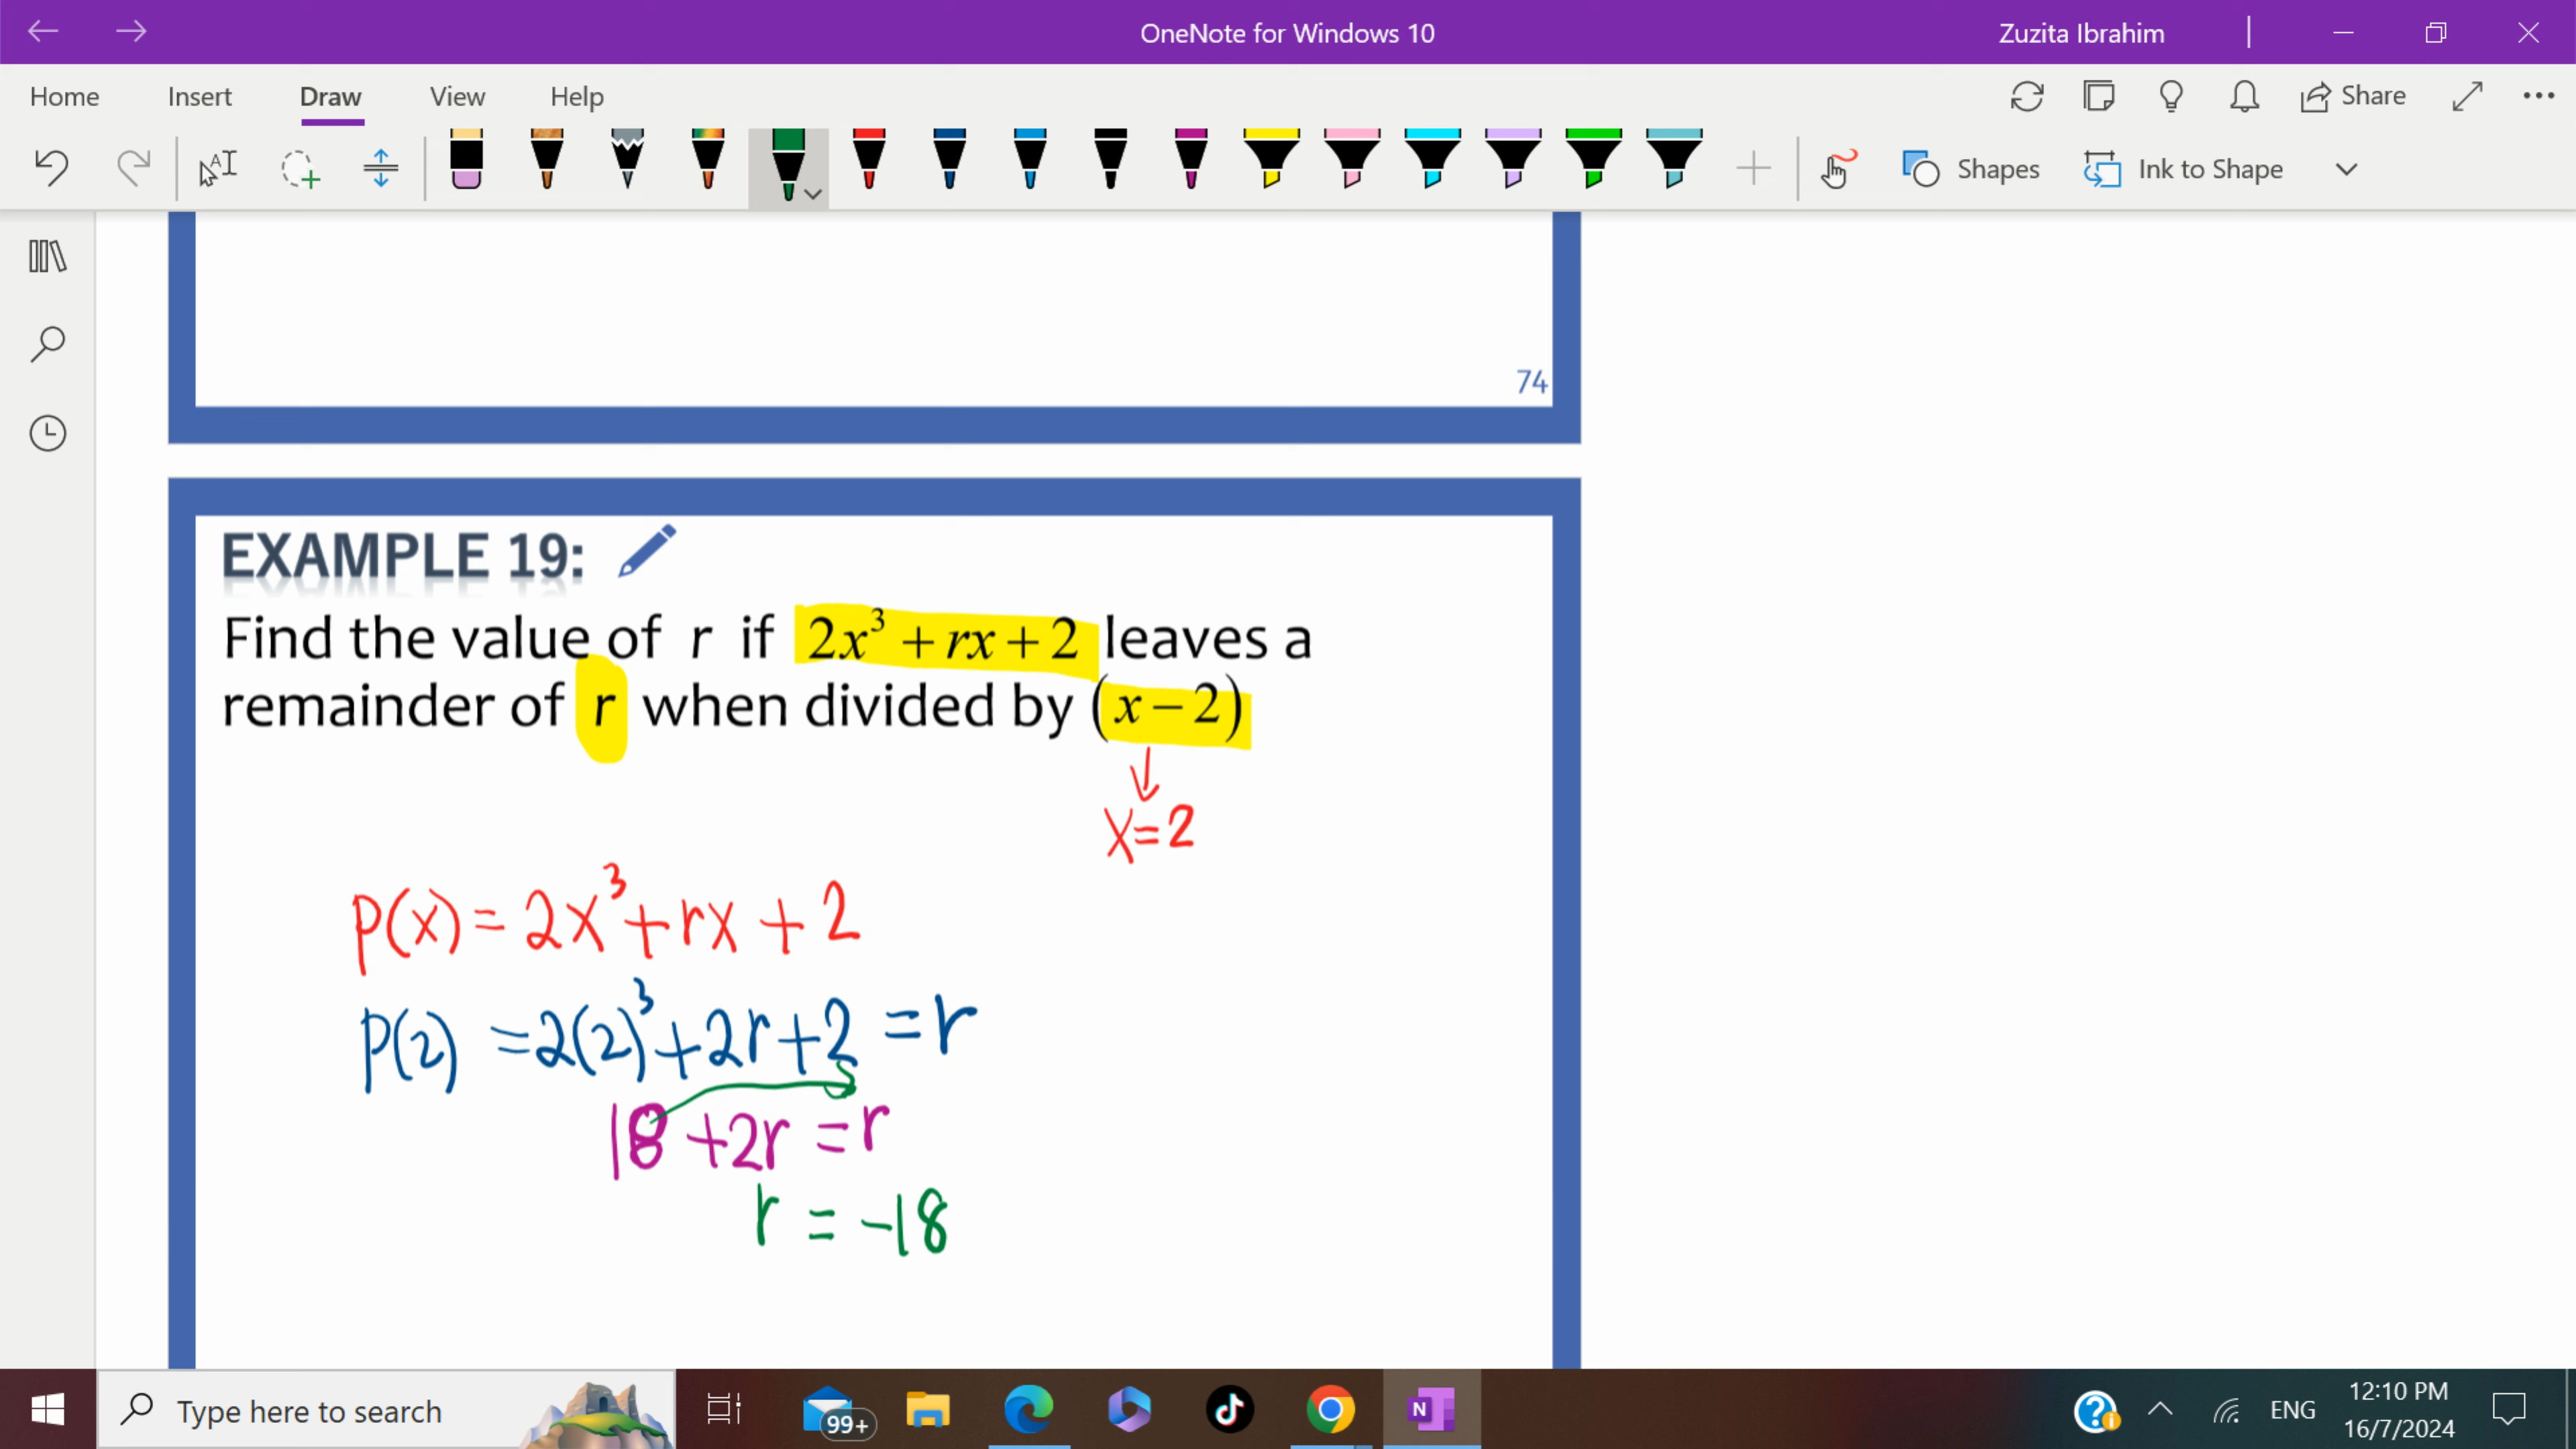 OneNote for Windows 10
Zuzita Ibrahim
Home Insert Draw View Help
Share
Shapes
Ink to Shape
74
EXAMPLE 19:
Find the value of r if 2x³ + rx + 2 leaves a
remainder of r when divided by (x − 2)
x=2
P(x) = 2x³ + rx + 2
P(2) = 2(2)³ + 2r + 2 = r
18 + 2r = r
r = -18
Type here to search
99+
N
ENG
12:10 PM
16/7/2024